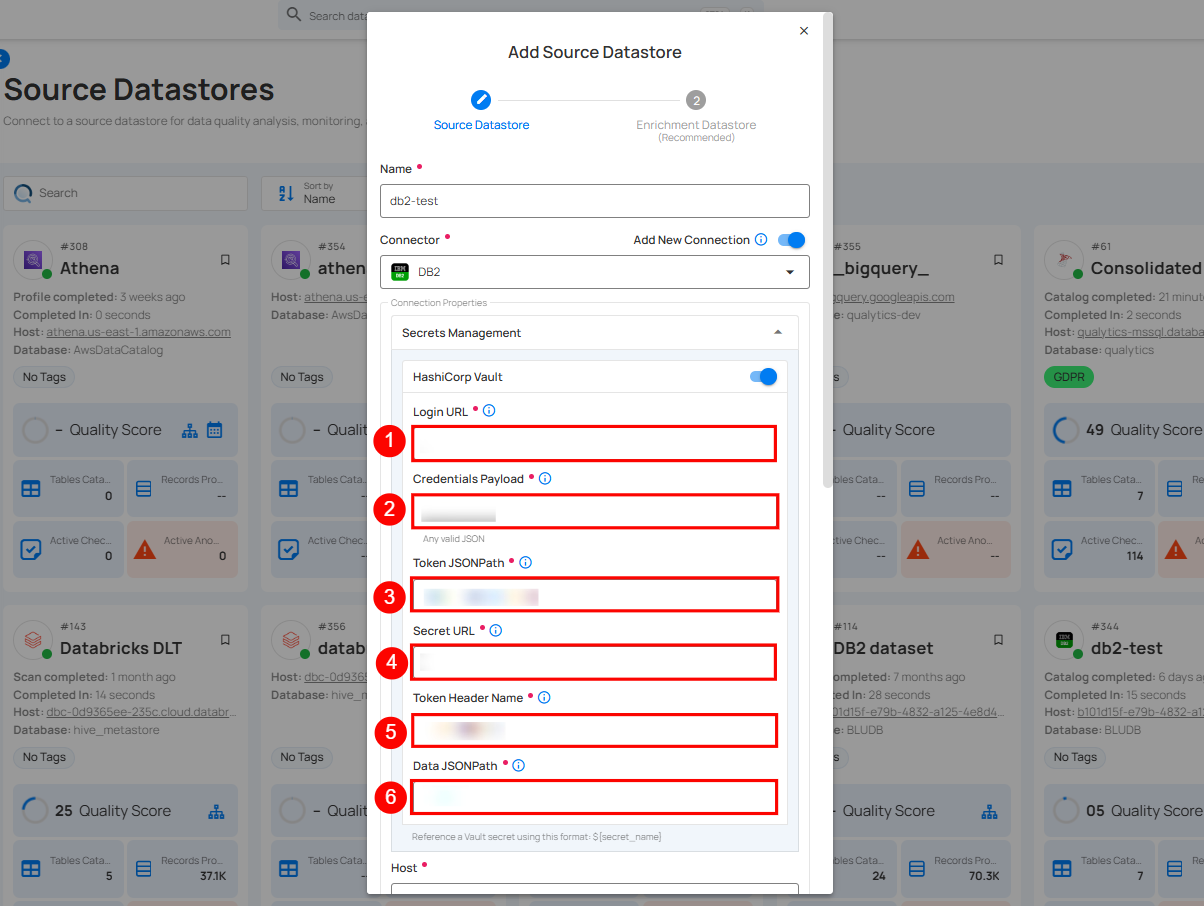 Search data
Source Datastores
Connect to a source datastore for data quality analysis, monitoring,
Search
Sort by
Name
#308
Athena
Profile completed: 3 weeks ago
Completed In: 0 seconds
Host: athena.us-east-1.amazonaws.com
Database: AwsDataCatalog
No Tags
– Quality Score
Tables Cata...
0
Records Pro...
--
Active Chec...
0
Active Ano...
0
#354
athen
Host: athena.us-e
Database: AwsDa
No Tags
– Quali
Tables Cata
Active Chec
#355
_bigquery_
gquery.googleapis.com
e: qualytics-dev
Quality Score
ables Cata...
--
Records Pro...
--
ctive Chec...
--
Active Ano...
--
#61
Consolidated
Catalog completed: 21 minut
Completed In: 2 seconds
Host: qualytics-mssql.databa
Database: qualytics
GDPR
49 Quality Score
Tables Cata...
7
Re
Active Chec...
114
Ac
#143
Databricks DLT
Scan completed: 1 month ago
Completed In: 14 seconds
Host: dbc-0d9365ee-235c.cloud.databr...
Database: hive_metastore
No Tags
25 Quality Score
Tables Cata...
5
Records Pro...
37.1K
#356
datab
Host: dbc-0d9365
Database: hive_m
No Tags
– Quali
Tables Cata
#114
DB2 dataset
ompleted: 7 months ago
ed In: 28 seconds
01d15f-e79b-4832-a125-4e8d4...
e: BLUDB
Quality Score
ables Cata...
24
Records Pro...
70.3K
#344
db2-test
Catalog completed: 6 days ag
Completed In: 15 seconds
Host: b101d15f-e79b-4832-a12
Database: BLUDB
No Tags
05 Quality Score
Tables Cata...
7
Re
Add Source Datastore
Source Datastore
2
Enrichment Datastore
(Recommended)
Name
db2-test
Connector
Add New Connection
IBM
DB2
DB2
Connection Properties
Secrets Management
HashiCorp Vault
Login URL
1
Credentials Payload
2
Any valid JSON
Token JSONPath
3
Secret URL
4
Token Header Name
5
Data JSONPath
6
Reference a Vault secret using this format: ${secret_name}
Host